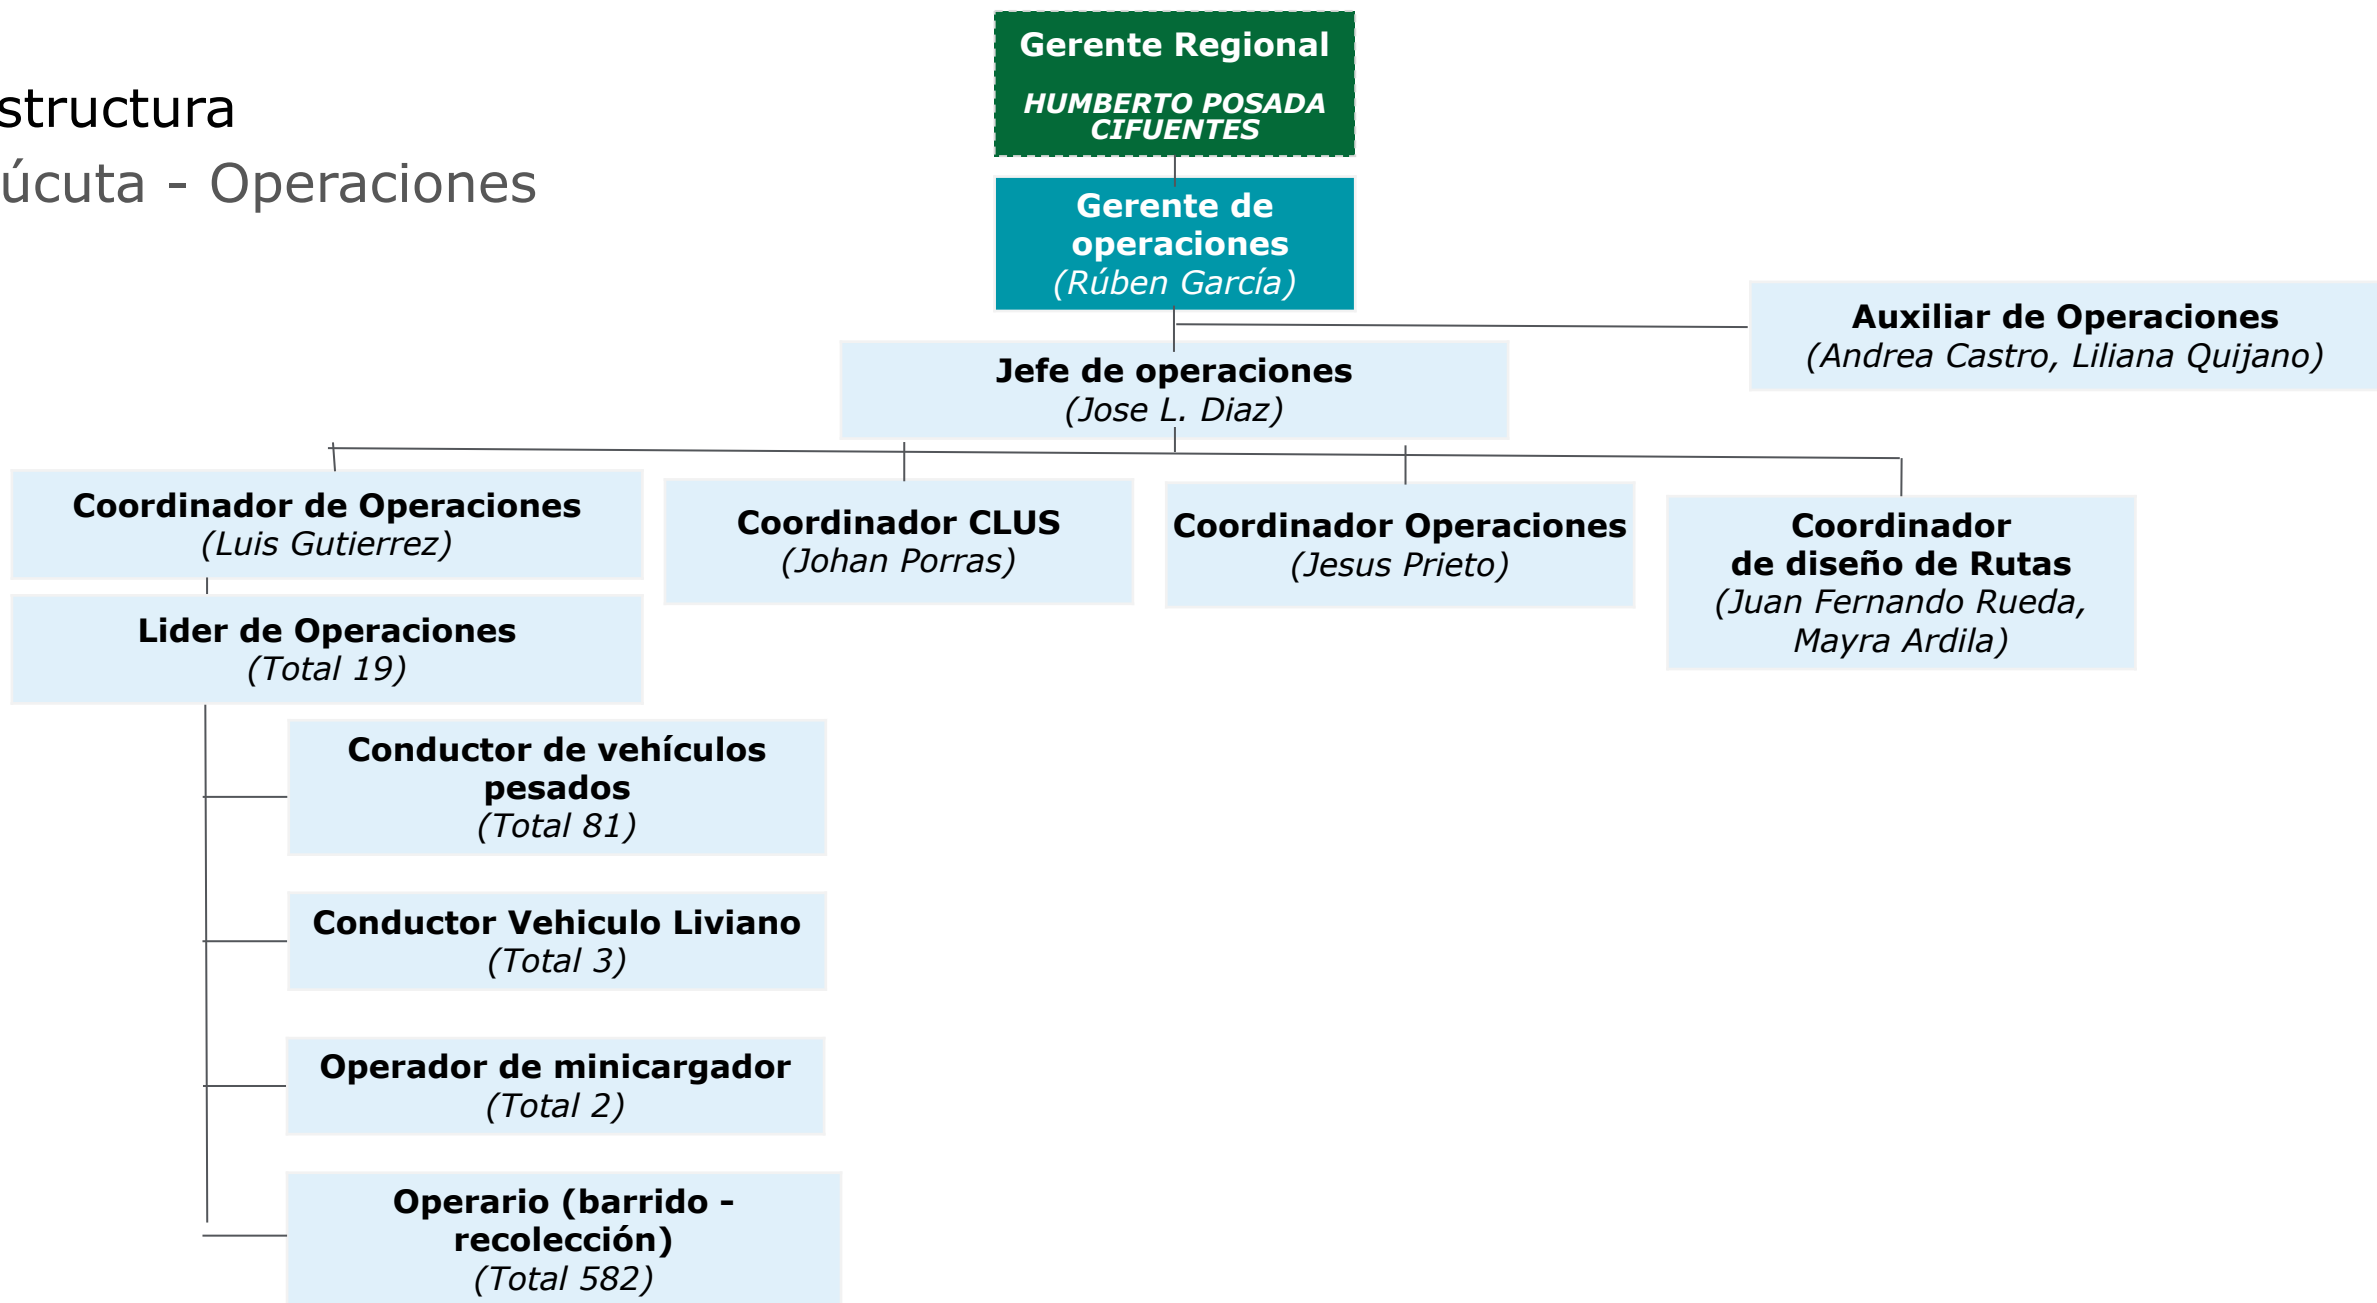 structura
úcuta - Operaciones
Gerente Regional
HUMBERTO POSADA
CIFUENTES
Gerente de
operaciones
(Rúben García)
Auxiliar de Operaciones
(Andrea Castro, Liliana Quijano)
Jefe de operaciones
(Jose L. Diaz)
Coordinador de Operaciones
(Luis Gutierrez)
Coordinador CLUS
(Johan Porras)
Coordinador Operaciones
(Jesus Prieto)
Coordinador
de diseño de Rutas
(Juan Fernando Rueda,
Mayra Ardila)
Lider de Operaciones
(Total 19)
Conductor de vehículos
pesados
(Total 81)
Conductor Vehiculo Liviano
(Total 3)
Operador de minicargador
(Total 2)
Operario (barrido -
recolección)
(Total 582)